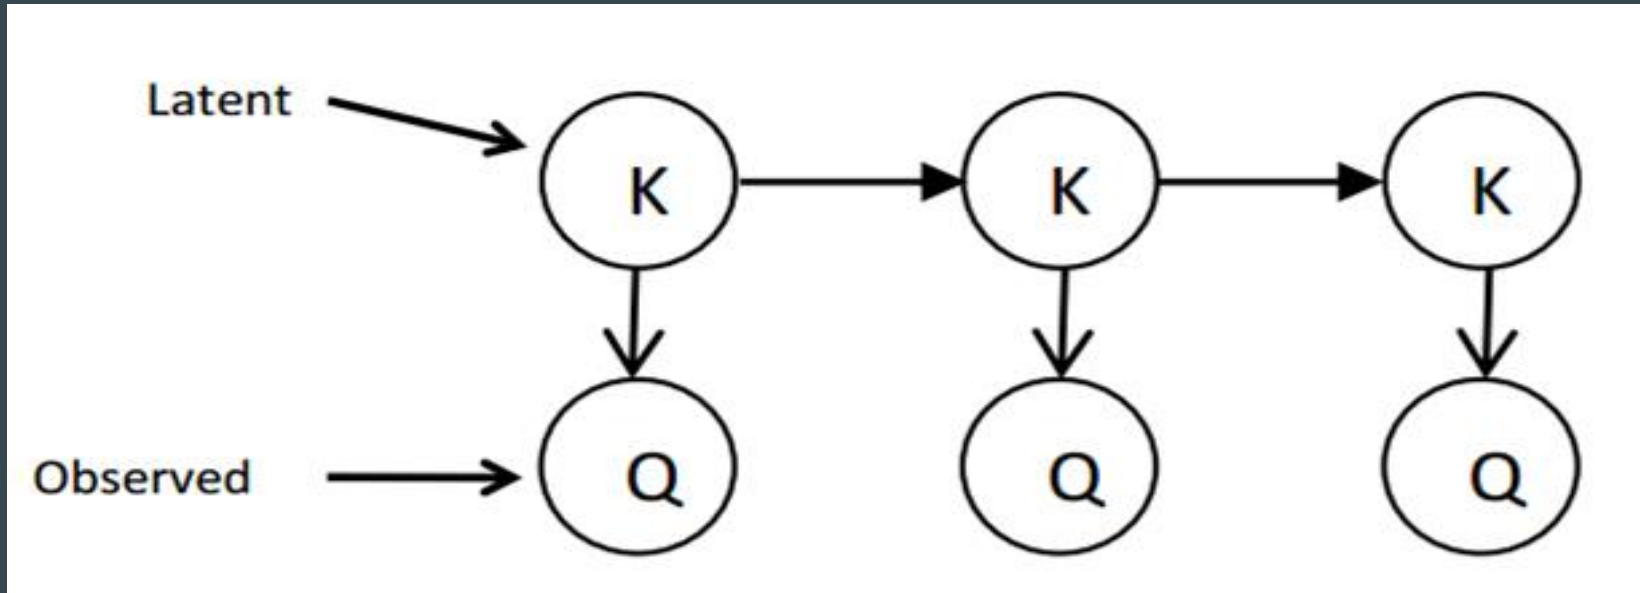 Latent
K K K
Observed
Q Q Q